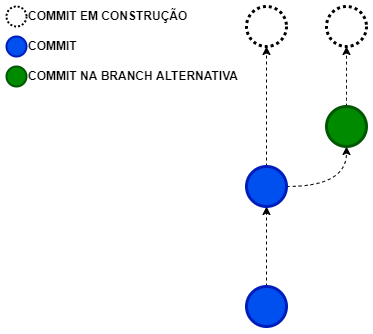 COMMIT EM CONSTRUÇÃO
COMMIT
COMMIT NA BRANCH ALTERNATIVA